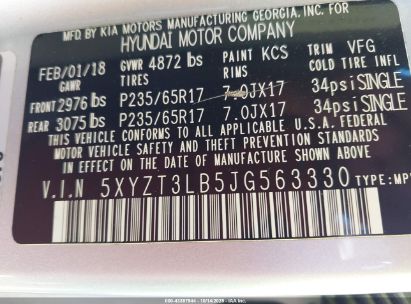 MFD. BY KIA MOTORS MANUFACTURING GEORGIA, INC. FOR
HYUNDAI MOTOR COMPANY
FEB/01/18 GVWR 4872 lbs PAINT KCS TRIM VFG
GAWR TIRES RIMS COLD TIRE INFL
FRONT 2976 lbs P235/65R17 7.0JX17 34psi SINGLE
REAR 3075 lbs P235/65R17 7.0JX17 34psi SINGLE
THIS VEHICLE CONFORMS TO ALL APPLICABLE U.S.A. FEDERAL
MOTOR VEHICLE SAFETY AND THEFT PREVENTION STANDARDS
IN EFFECT ON THE DATE OF MANUFACTURE SHOWN ABOVE.
V.I.N 5XYZT3LB5JG563330 TYPE:MP